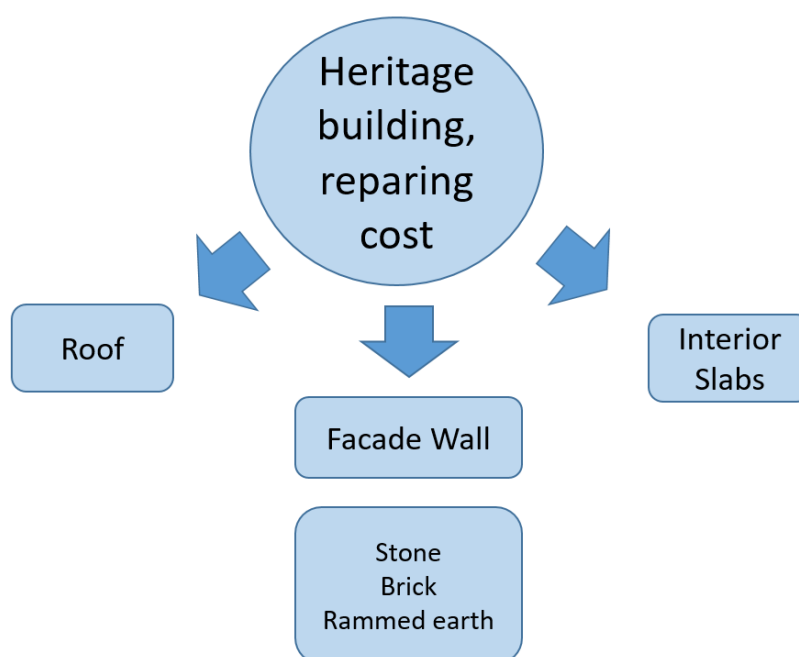 Heritage
building,
reparing
cost
Roof
Interior
Slabs
Facade Wall
Stone
Brick
Rammed earth